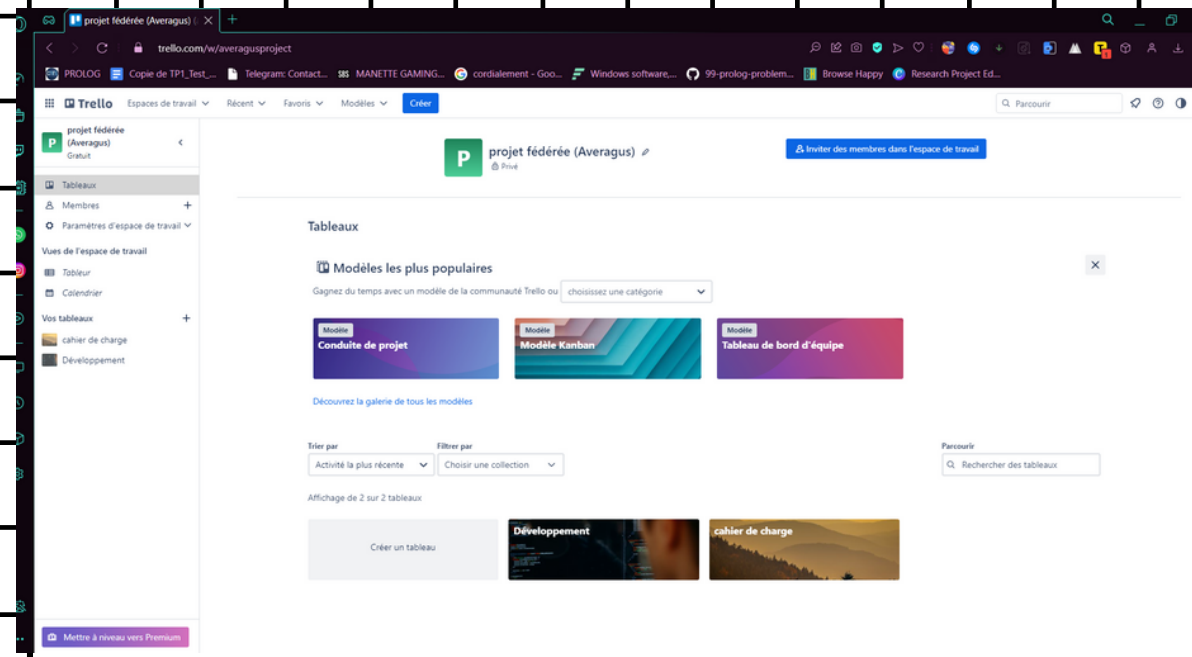 projet fédérée (Averagus) (
trello.com/w/averagusproject
PROLOG
Copie de TP1_Test_...
Telegram: Contact...
MANETTE GAMING...
cordialement - Goo...
Windows software,...
99-prolog-problem...
Browse Happy
Research Project Ed...
Trello
Espaces de travail
Récent
Favoris
Modèles
Créer
Parcourir
P
projet fédérée
(Averagus)
Gratuit
Tableaux
Membres
Paramètres d'espace de travail
Vues de l'espace de travail
Tableur
Calendrier
Vos tableaux
cahier de charge
Développement
Mettre à niveau vers Premium
P
projet fédérée (Averagus)
Privé
Inviter des membres dans l'espace de travail
Tableaux
Modèles les plus populaires
Gagnez du temps avec un modèle de la communauté Trello ou
choisissez une catégorie
Modèle
Conduite de projet
Modèle
Modèle Kanban
Modèle
Tableau de bord d'équipe
Découvrez la galerie de tous les modèles
Trier par
Activité la plus récente
Filtrer par
Choisir une collection
Parcourir
Rechercher des tableaux
Affichage de 2 sur 2 tableaux
Créer un tableau
Développement
cahier de charge